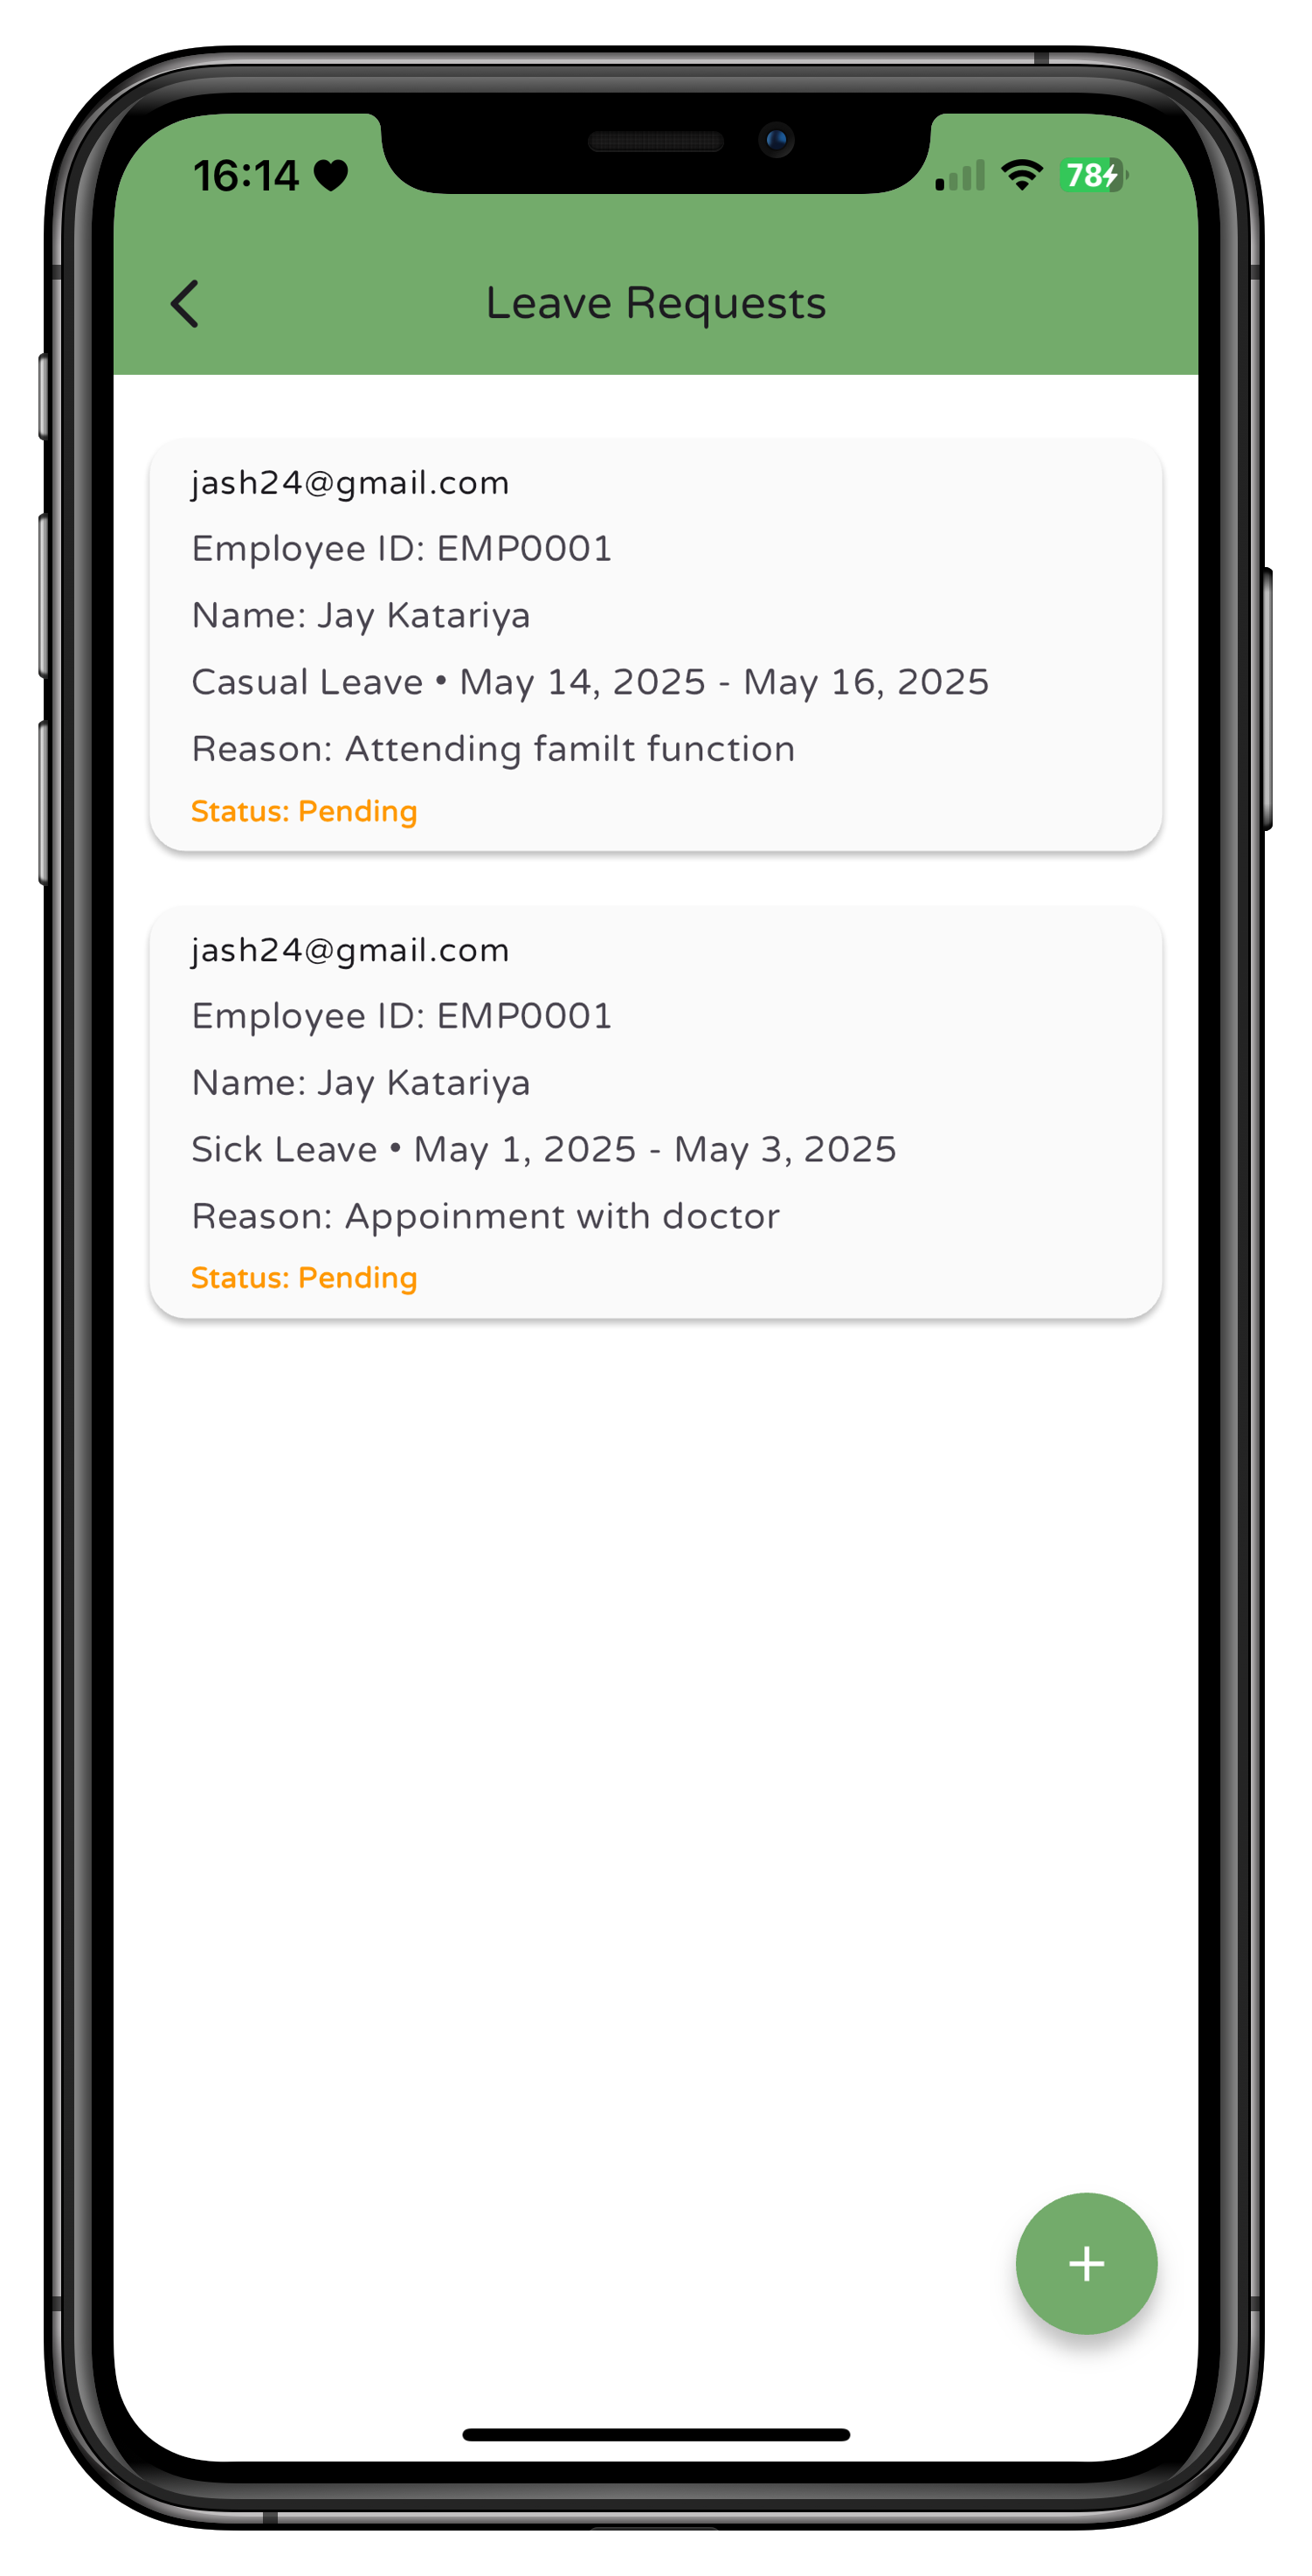 16:14
78
Leave Requests
jash24@gmail.com
Employee ID: EMP0001
Name: Jay Katariya
Casual Leave • May 14, 2025 - May 16, 2025
Reason: Attending familt function
Status: Pending
jash24@gmail.com
Employee ID: EMP0001
Name: Jay Katariya
Sick Leave • May 1, 2025 - May 3, 2025
Reason: Appoinment with doctor
Status: Pending
+